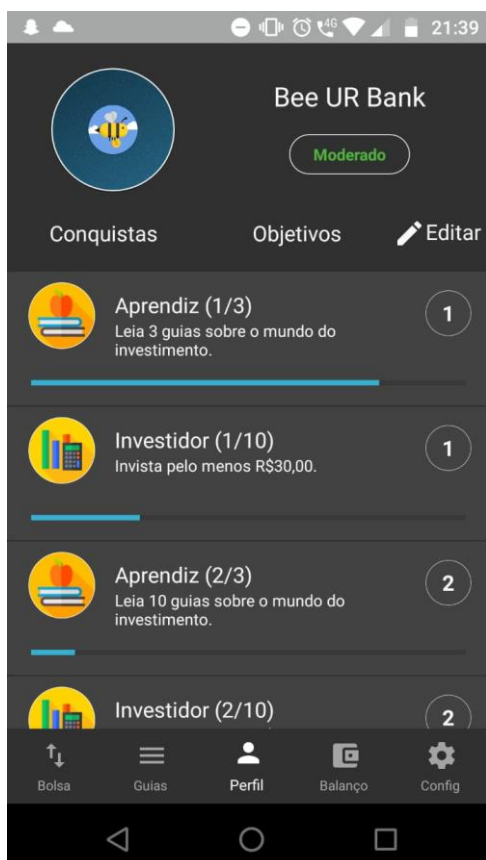 4G 21:39
Bee UR Bank
Moderado
Conquistas Objetivos Editar
Aprendiz (1/3) 1
Leia 3 guias sobre o mundo do
investimento.
Investidor (1/10) 1
Invista pelo menos R$30,00.
Aprendiz (2/3) 2
Leia 10 guias sobre o mundo do
investimento.
Investidor (2/10) 2
Bolsa Guias Perfil Balanço Config